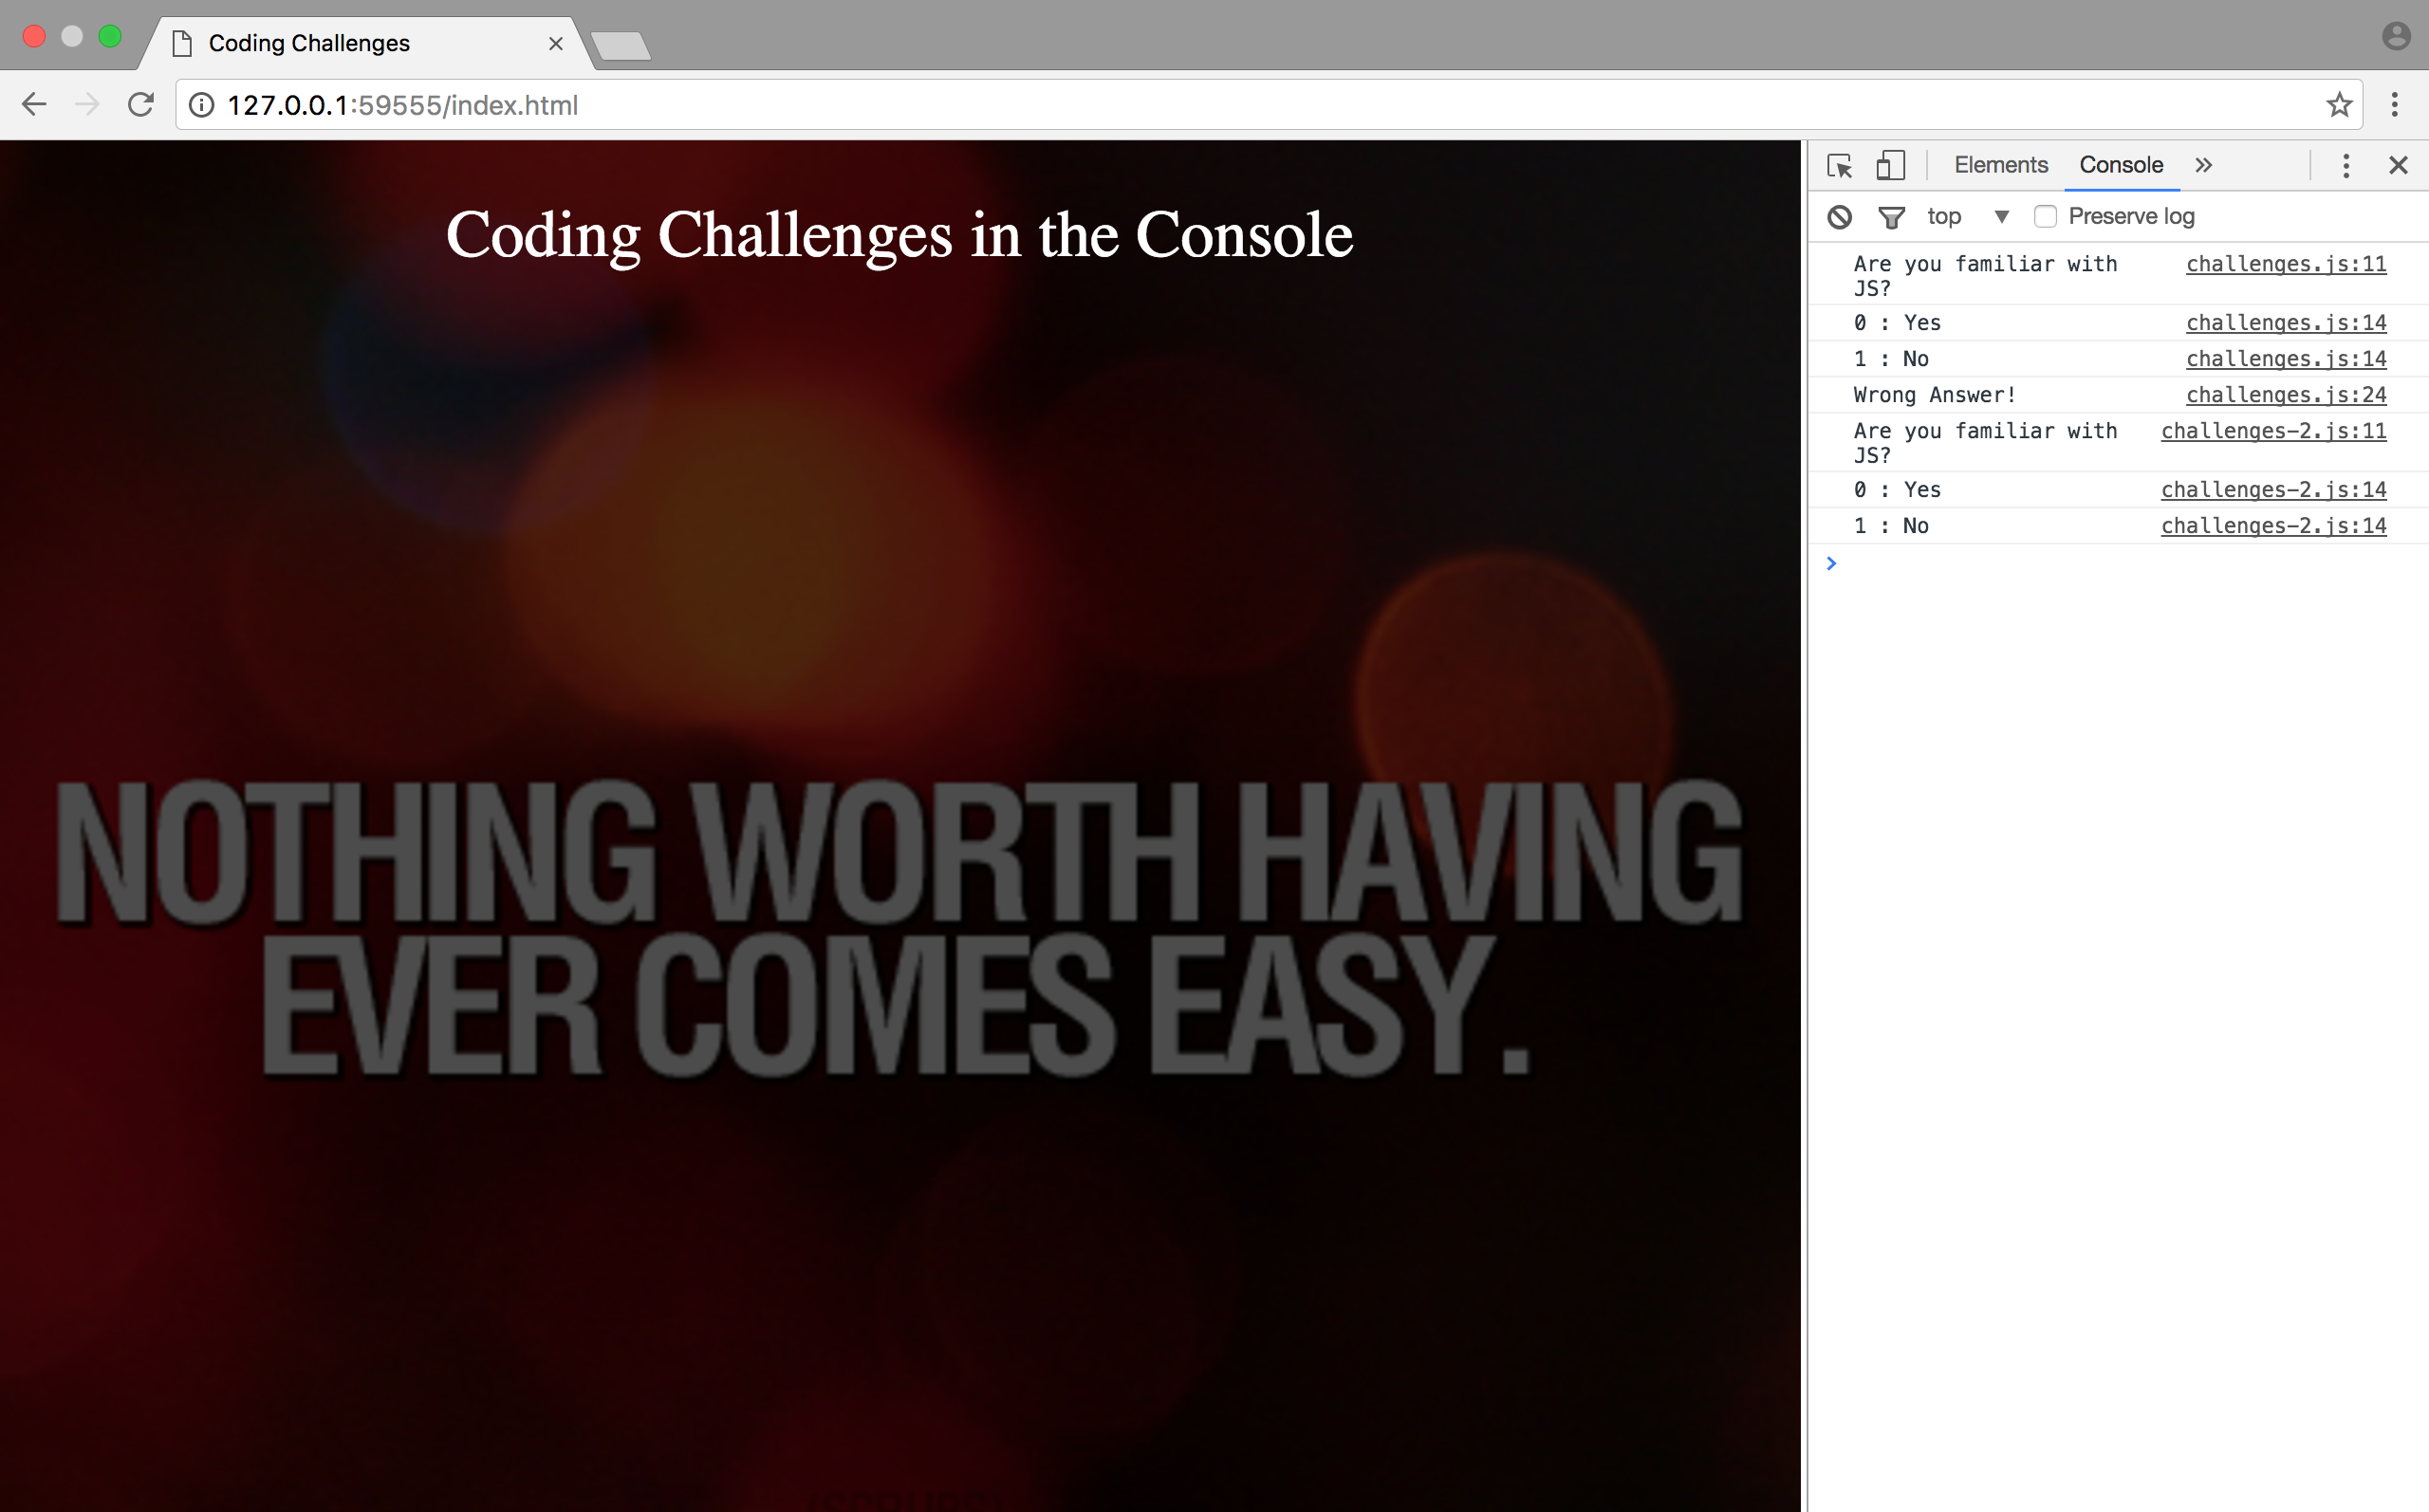 Coding Challenges
127.0.0.1:59555/index.html
Coding Challenges in the Console
NOTHING WORTH HAVING
EVER COMES EASY.
(SCRUBS)
Elements Console »
top ▼ Preserve log
Are you familiar with challenges.js:11
JS?
0 : Yes challenges.js:14
1 : No challenges.js:14
Wrong Answer! challenges.js:24
Are you familiar with challenges-2.js:11
JS?
0 : Yes challenges-2.js:14
1 : No challenges-2.js:14